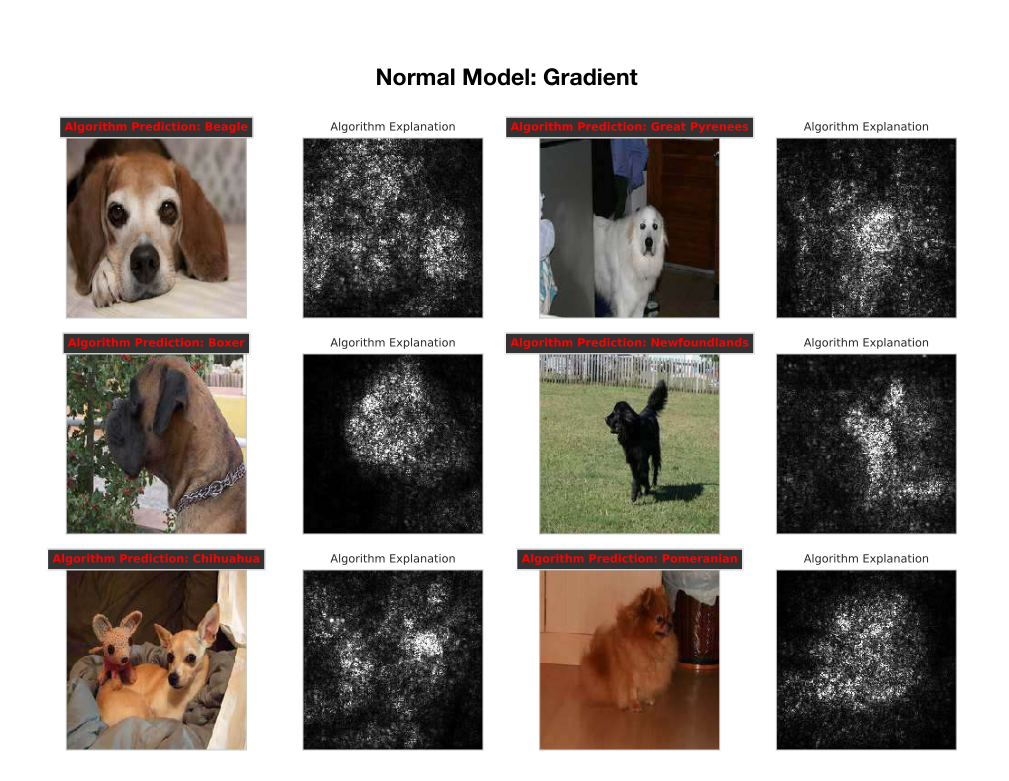 Normal Model: Gradient
Algorithm Prediction: Beagle
Algorithm Explanation
Algorithm Prediction: Great Pyrenees
Algorithm Explanation
Algorithm Prediction: Boxer
Algorithm Explanation
Algorithm Prediction: Newfoundlands
Algorithm Explanation
Algorithm Prediction: Chihuahua
Algorithm Explanation
Algorithm Prediction: Pomeranian
Algorithm Explanation